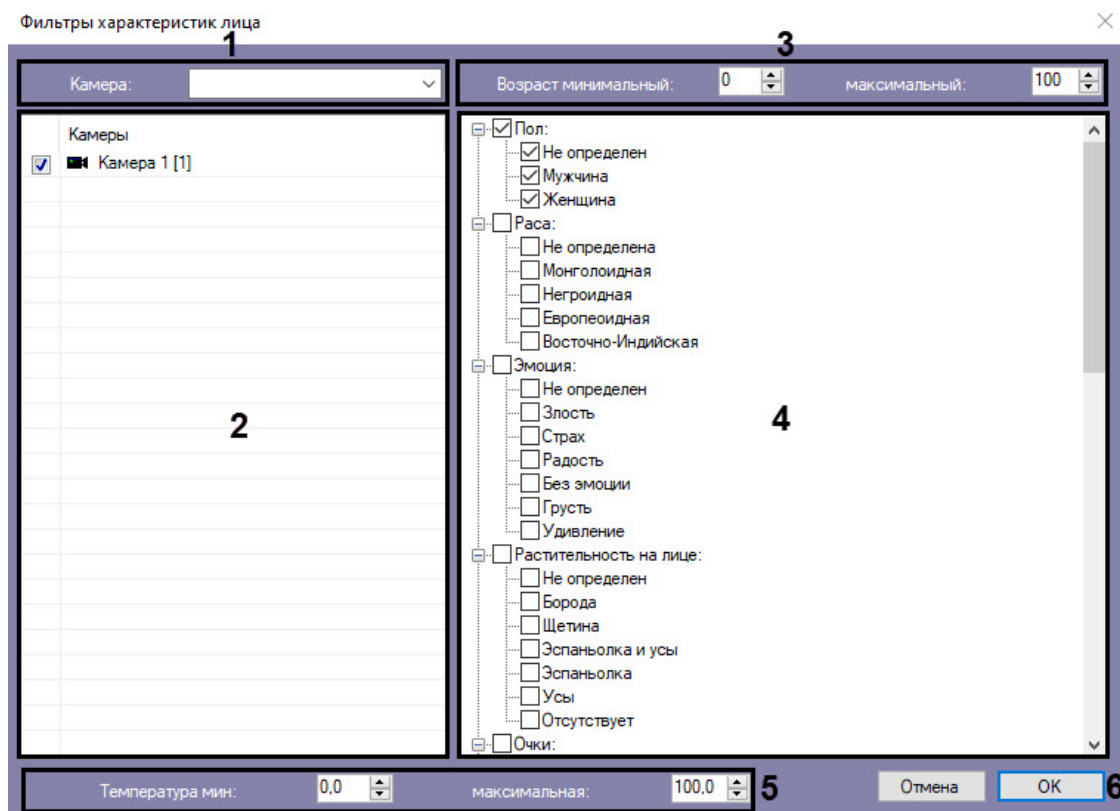 Фильтры характеристик лица
1
3
Камера:
Возраст минимальный: 0 максимальный: 100
Камеры
Камера 1 [1]
2
Пол:
Не определен
Мужчина
Женщина
Раса:
Не определена
Монголоидная
Негроидная
Европеоидная
Восточно-Индийская
Эмоция:
Не определен
Злость
4
Страх
Радость
Без эмоции
Грусть
Удивление
Растительность на лице:
Не определен
Борода
Щетина
Эспаньолка и усы
Эспаньолка
Усы
Отсутствует
Очки:
Температура мин: 0,0 максимальная: 100,0 5
Отмена OK 6